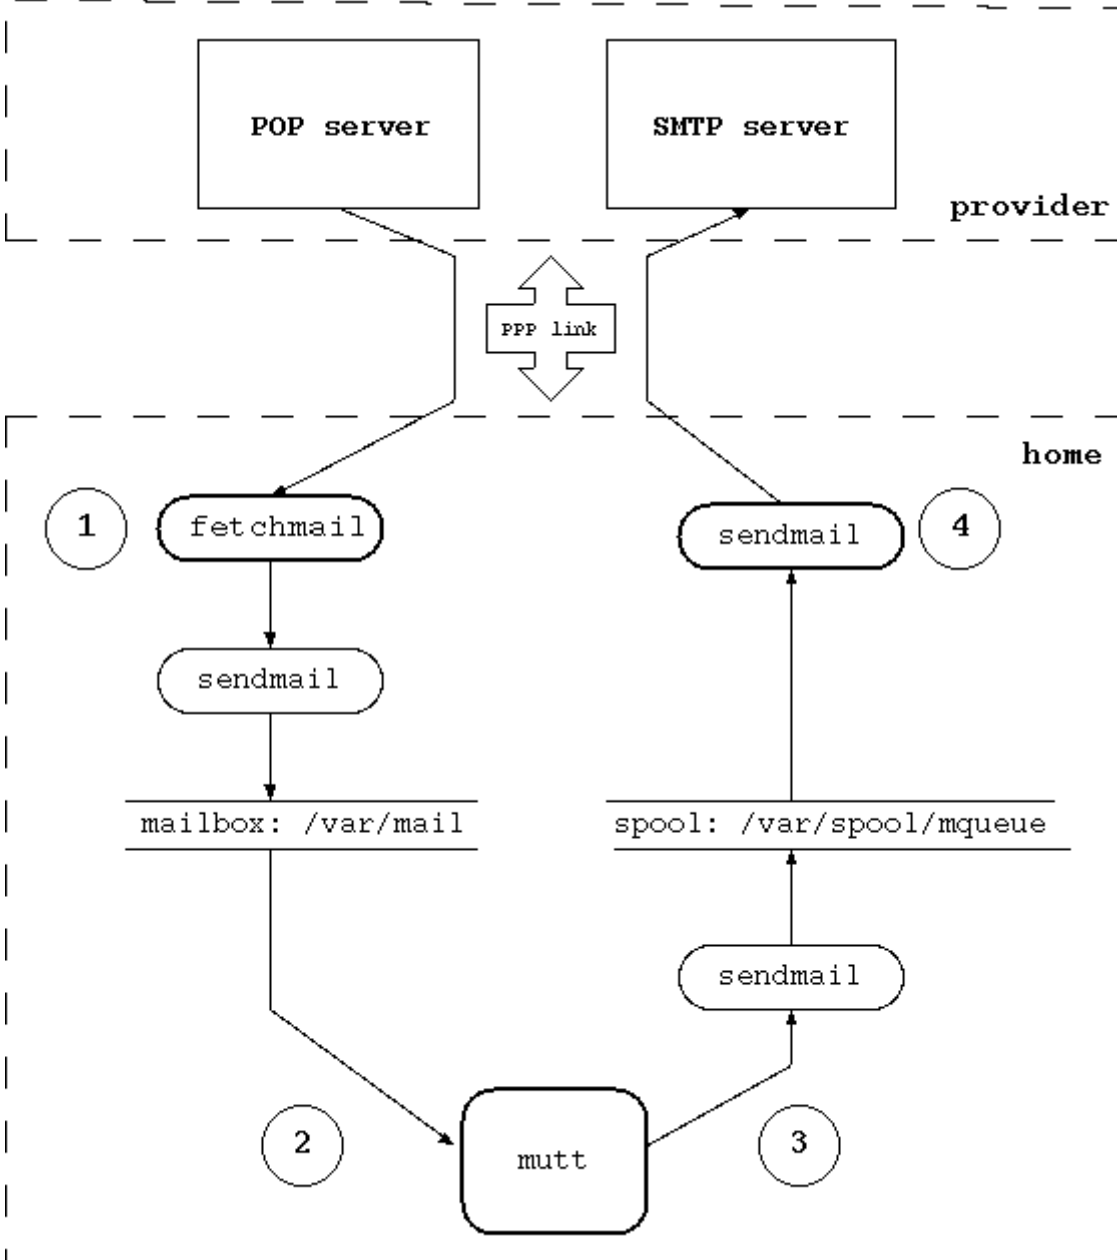 POP server
SMTP server
provider
PPP link
home
1
fetchmail
sendmail
4
sendmail
mailbox: /var/mail
spool: /var/spool/mqueue
sendmail
2
mutt
3